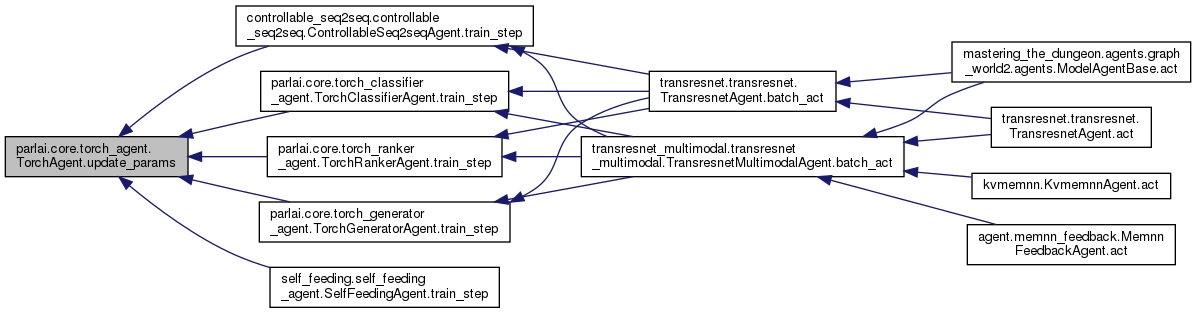 controllable_seq2seq.controllable
_seq2seq.ControllableSeq2seqAgent.train_step
parlai.core.torch_classifier
_agent.TorchClassifierAgent.train_step
parlai.core.torch_agent.
TorchAgent.update_params
parlai.core.torch_ranker
_agent.TorchRankerAgent.train_step
parlai.core.torch_generator
_agent.TorchGeneratorAgent.train_step
self_feeding.self_feeding
_agent.SelfFeedingAgent.train_step
transresnet.transresnet.
TransresnetAgent.batch_act
transresnet_multimodal.transresnet
_multimodal.TransresnetMultimodalAgent.batch_act
mastering_the_dungeon.agents.graph
_world2.agents.ModelAgentBase.act
transresnet.transresnet.
TransresnetAgent.act
kvmemnn.KvmemnnAgent.act
agent.memnn_feedback.Memnn
FeedbackAgent.act